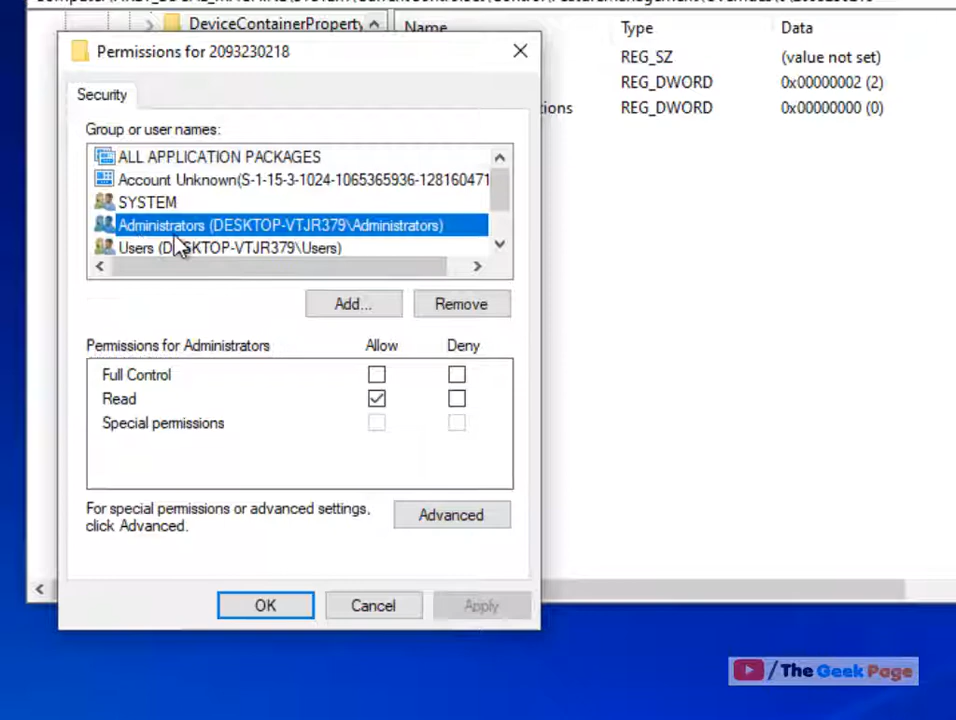 DeviceContainerProperty
Name
Type
Data
Permissions for 2093230218
REG_SZ
(value not set)
REG_DWORD
0x00000002 (2)
ions
REG_DWORD
0x00000000 (0)
Security
Group or user names:
ALL APPLICATION PACKAGES
Account Unknown(S-1-15-3-1024-1065365936-128160471
SYSTEM
Administrators (DESKTOP-VTJR379\Administrators)
Users (DESKTOP-VTJR379\Users)
Add...
Remove
Permissions for Administrators
Allow
Deny
Full Control
Read
Special permissions
For special permissions or advanced settings,
click Advanced.
Advanced
OK
Cancel
Apply
/The Geek Page